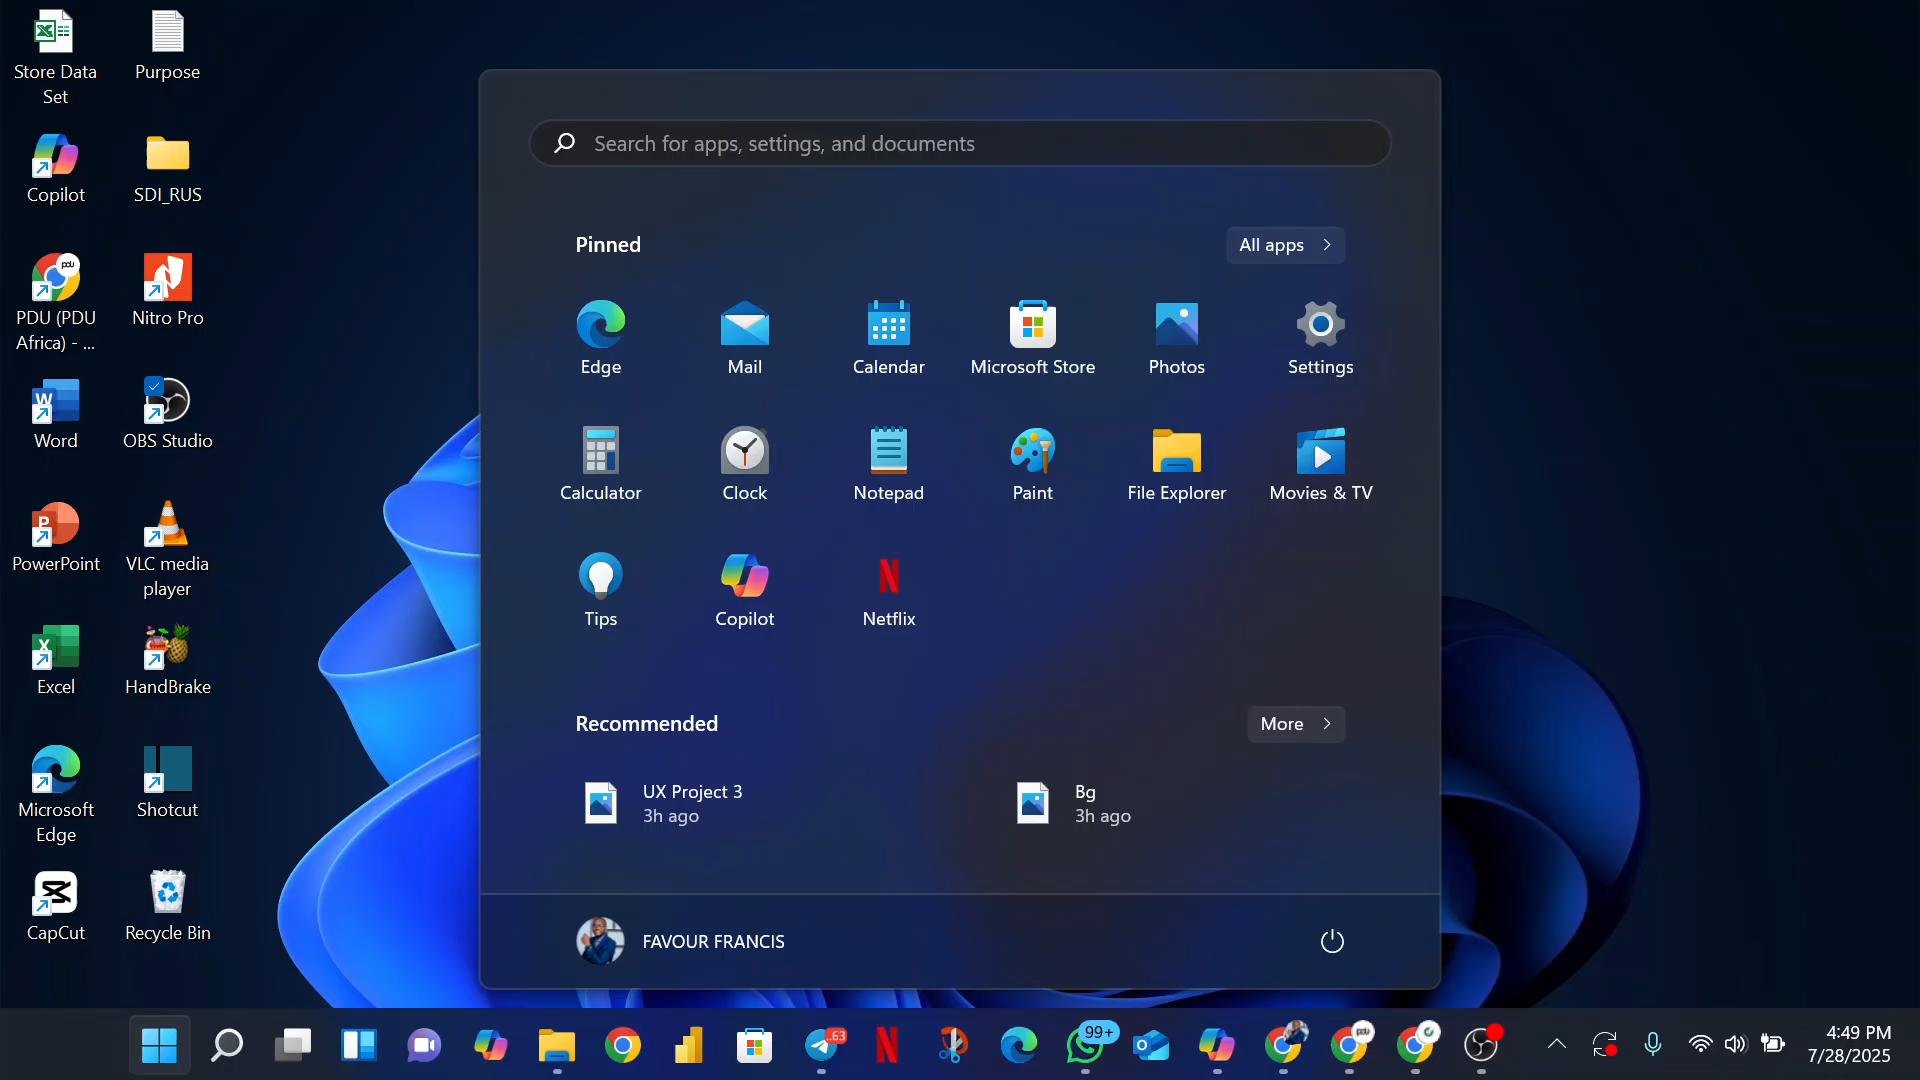 Store Data
Set
Purpose
Copilot
SDI_RUS
PDU (PDU
Africa) - ...
Nitro Pro
Word
OBS Studio
PowerPoint
VLC media
player
Excel
HandBrake
Microsoft
Edge
Shotcut
CapCut
Recycle Bin
Search for apps, settings, and documents
Pinned
All apps
Edge
Mail
Calendar
Microsoft Store
Photos
Settings
Calculator
Clock
Notepad
Paint
File Explorer
Movies & TV
Tips
Copilot
Netflix
Recommended
More
UX Project 3
3h ago
Bg
3h ago
FAVOUR FRANCIS
..63
99+
4:49 PM
7/28/2025